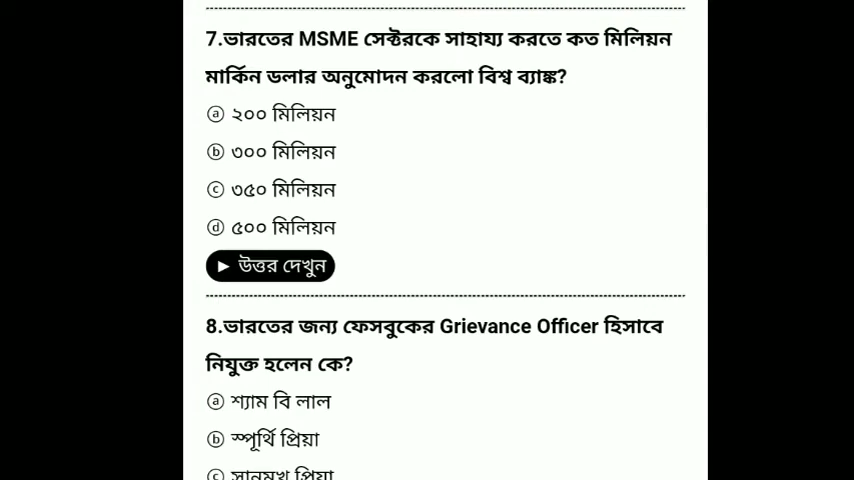 7.ভারতের MSME সেক্টরকে সাহায্য করতে কত মিলিয়ন
মার্কিন ডলার অনুমোদন করলো বিশ্ব ব্যাঙ্ক?
ⓐ ২০০ মিলিয়ন
ⓑ ৩০০ মিলিয়ন
ⓒ ৩৫০ মিলিয়ন
ⓓ ৫০০ মিলিয়ন
► উত্তর দেখুন
8.ভারতের জন্য ফেসবুকের Grievance Officer হিসাবে
নিযুক্ত হলেন কে?
ⓐ শ্যাম বি লাল
ⓑ স্পূর্থি প্রিয়া
ⓒ প্রিয়া